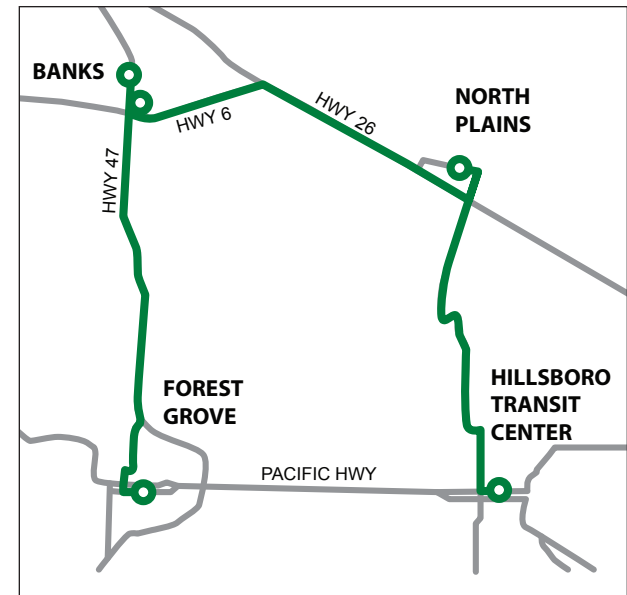 BANKS
HWY 6
HWY 26
NORTH
PLAINS
HWY 47
FOREST
GROVE
HILLSBORO
TRANSIT
CENTER
PACIFIC HWY